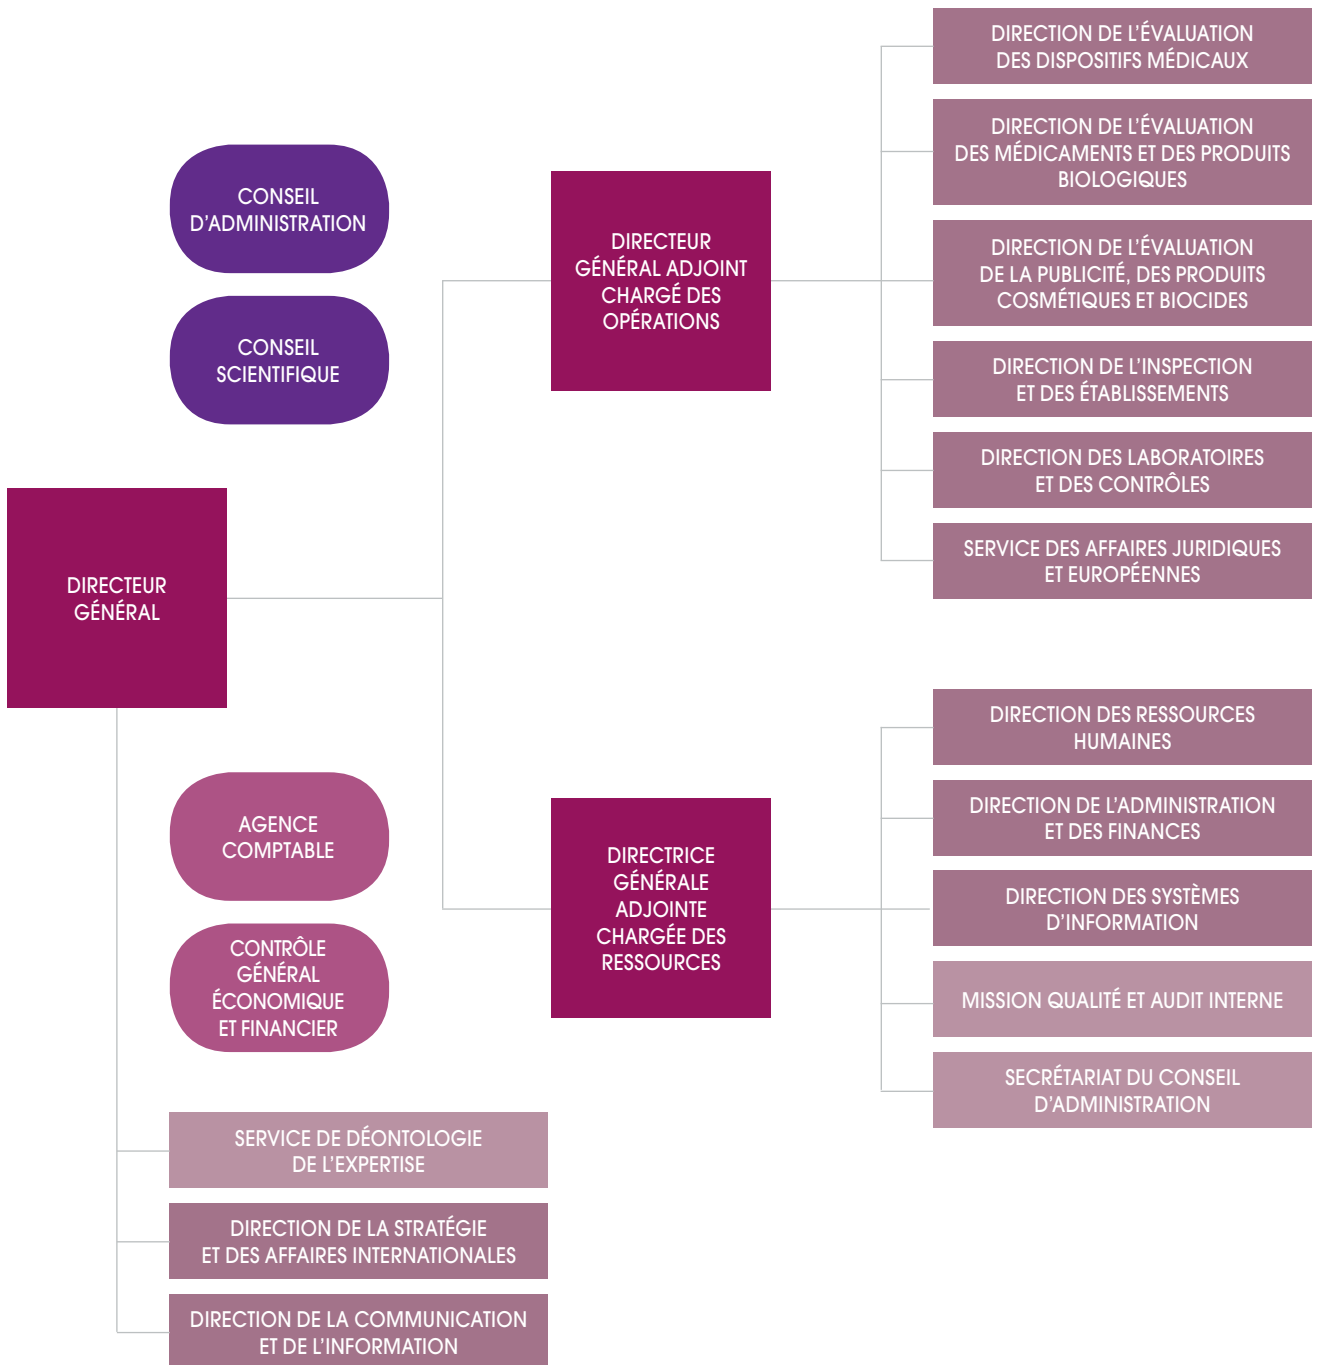 CONSEIL
D'ADMINISTRATION
CONSEIL
SCIENTIFIQUE
DIRECTEUR
GÉNÉRAL
AGENCE
COMPTABLE
CONTRÔLE
GÉNÉRAL
ÉCONOMIQUE
ET FINANCIER
SERVICE DE DÉONTOLOGIE
DE L'EXPERTISE
DIRECTION DE LA STRATÉGIE
ET DES AFFAIRES INTERNATIONALES
DIRECTION DE LA COMMUNICATION
ET DE L'INFORMATION
DIRECTEUR
GÉNÉRAL ADJOINT
CHARGÉ DES
OPÉRATIONS
DIRECTION DE L'ÉVALUATION
DES DISPOSITIFS MÉDICAUX
DIRECTION DE L'ÉVALUATION
DES MÉDICAMENTS ET DES PRODUITS
BIOLOGIQUES
DIRECTION DE L'ÉVALUATION
DE LA PUBLICITÉ, DES PRODUITS
COSMÉTIQUES ET BIOCIDES
DIRECTION DE L'INSPECTION
ET DES ÉTABLISSEMENTS
DIRECTION DES LABORATOIRES
ET DES CONTRÔLES
SERVICE DES AFFAIRES JURIDIQUES
ET EUROPÉENNES
DIRECTRICE
GÉNÉRALE
ADJOINTE
CHARGÉE DES
RESSOURCES
DIRECTION DES RESSOURCES
HUMAINES
DIRECTION DE L'ADMINISTRATION
ET DES FINANCES
DIRECTION DES SYSTÈMES
D'INFORMATION
MISSION QUALITÉ ET AUDIT INTERNE
SECRÉTARIAT DU CONSEIL
D'ADMINISTRATION